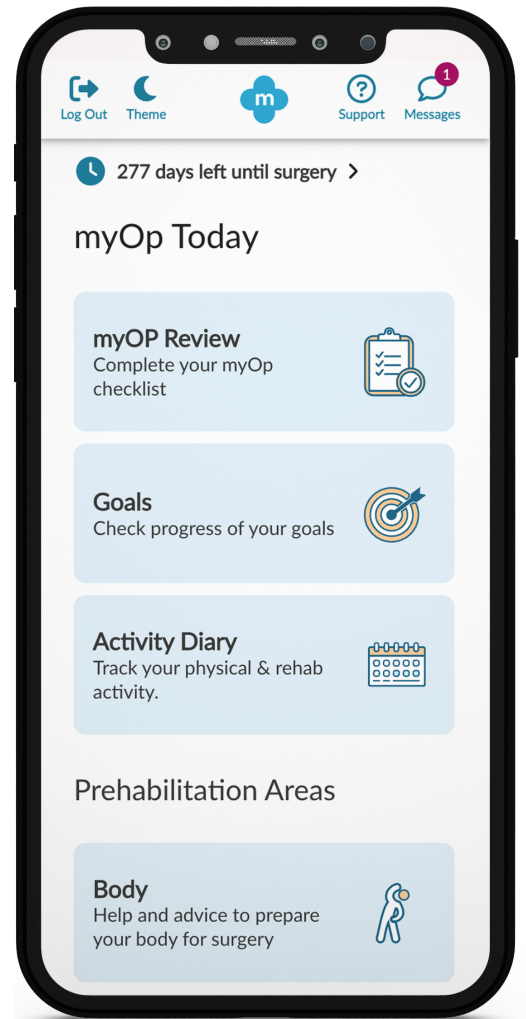 1
Log Out
Theme
m
Support
Messages
277 days left until surgery
myOp Today
myOP Review
Complete your myOp
checklist
Goals
Check progress of your goals
Activity Diary
Track your physical & rehab
activity.
Prehabilitation Areas
Body
Help and advice to prepare
your body for surgery